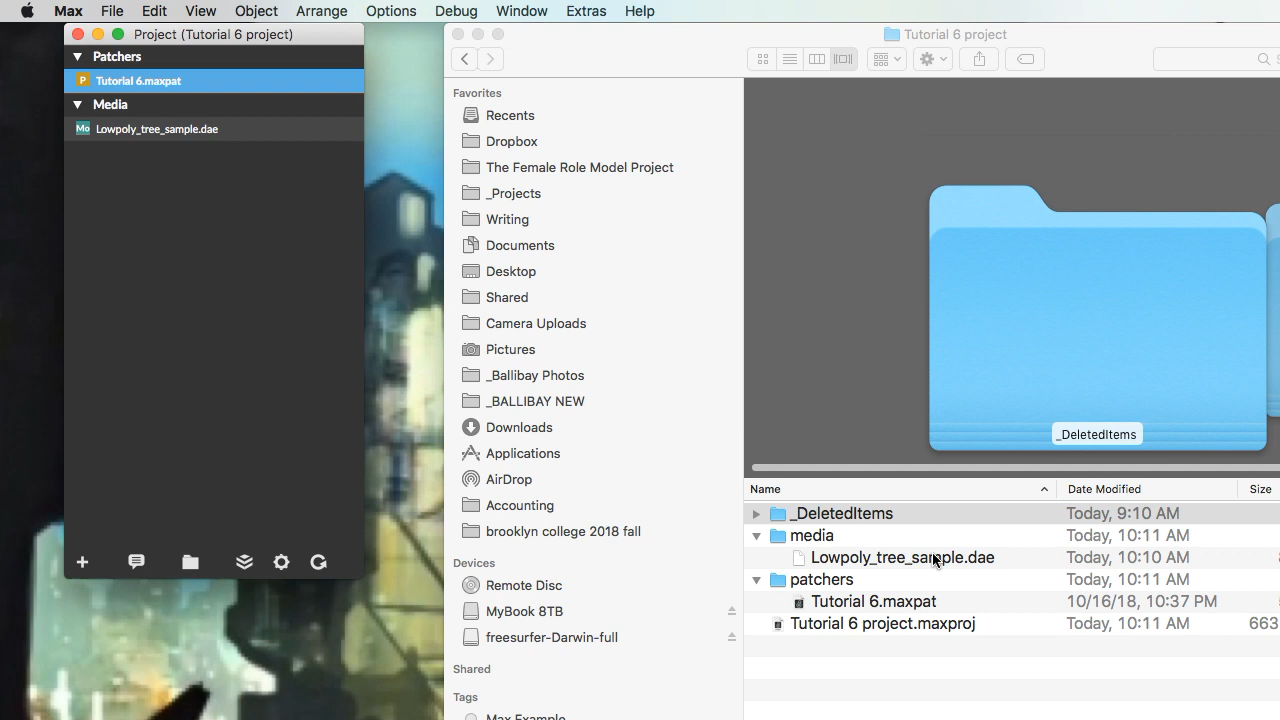 Max File Edit View Object Arrange Options Debug Window Extras Help
Project (Tutorial 6 project)
Patchers
P Tutorial 6.maxpat
Media
Mo Lowpoly_tree_sample.dae
Tutorial 6 project
Favorites
Recents
Dropbox
The Female Role Model Project
_Projects
Writing
Documents
Desktop
Shared
Camera Uploads
Pictures
_Ballibay Photos
_BALLIBAY NEW
Downloads
Applications
AirDrop
Accounting
brooklyn college 2018 fall
Devices
Remote Disc
MyBook 8TB
freesurfer-Darwin-full
Shared
Tags
Max Example
_DeletedItems
Name Date Modified Size
_DeletedItems Today, 9:10 AM
media Today, 10:11 AM
Lowpoly_tree_sample.dae Today, 10:10 AM
patchers Today, 10:11 AM
Tutorial 6.maxpat 10/16/18, 10:37 PM
Tutorial 6 project.maxproj Today, 10:11 AM 663